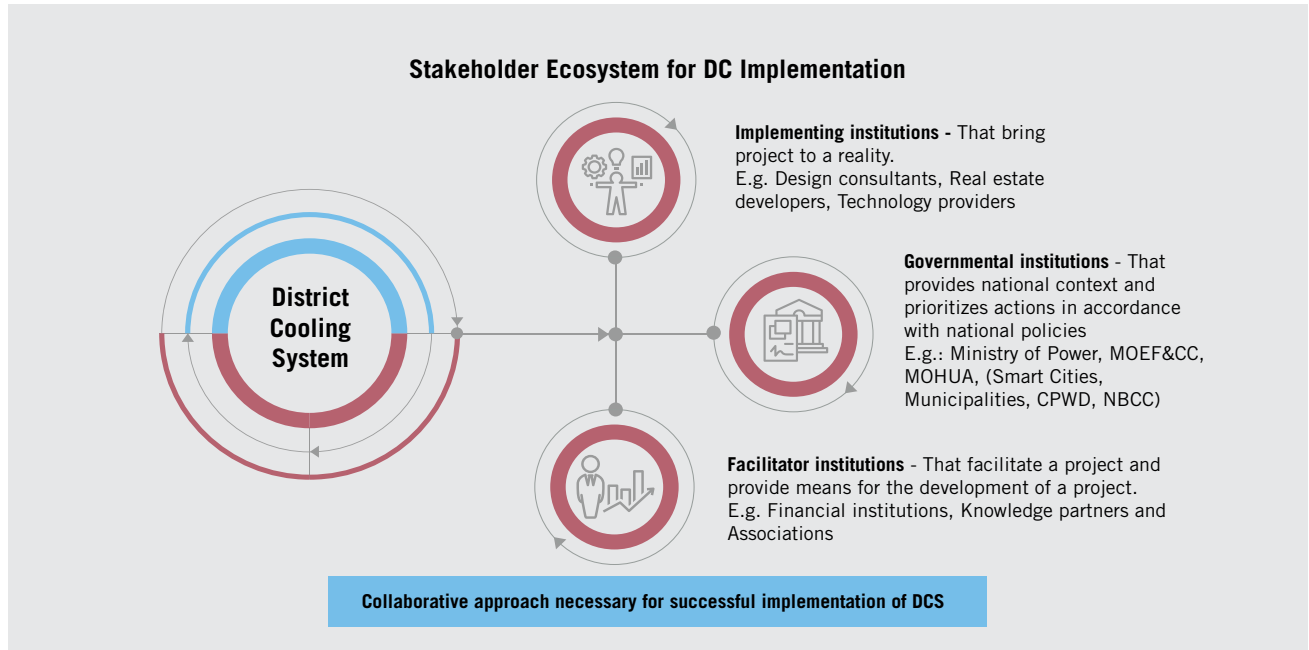 Stakeholder Ecosystem for DC Implementation
District
Cooling
System
Implementing institutions - That bring
project to a reality.
E.g. Design consultants, Real estate
developers, Technology providers
Governmental institutions - That
provides national context and
prioritizes actions in accordance
with national policies
E.g.: Ministry of Power, MOEF&CC,
MOHUA, (Smart Cities,
Municipalities, CPWD, NBCC)
Facilitator institutions - That facilitate a project and
provide means for the development of a project.
E.g. Financial institutions, Knowledge partners and
Associations
Collaborative approach necessary for successful implementation of DCS